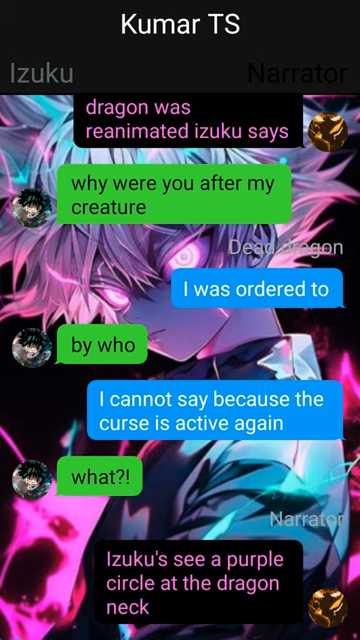 Kumar TS
Izuku
Narrator
dragon was
reanimated izuku says
why were you after my
creature
Dead dragon
I was ordered to
by who
I cannot say because the
curse is active again
what?!
Narrator
Izuku's see a purple
circle at the dragon
neck